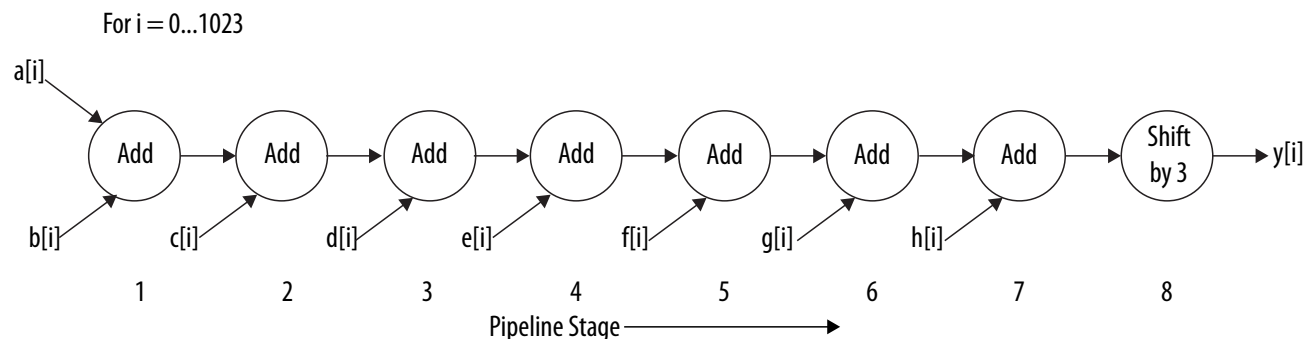 For i = 0...1023
a[i]
Add Add Add Add Add Add Add Shift by 3 y[i]
b[i] c[i] d[i] e[i] f[i] g[i] h[i]
1 2 3 4 5 6 7 8
Pipeline Stage